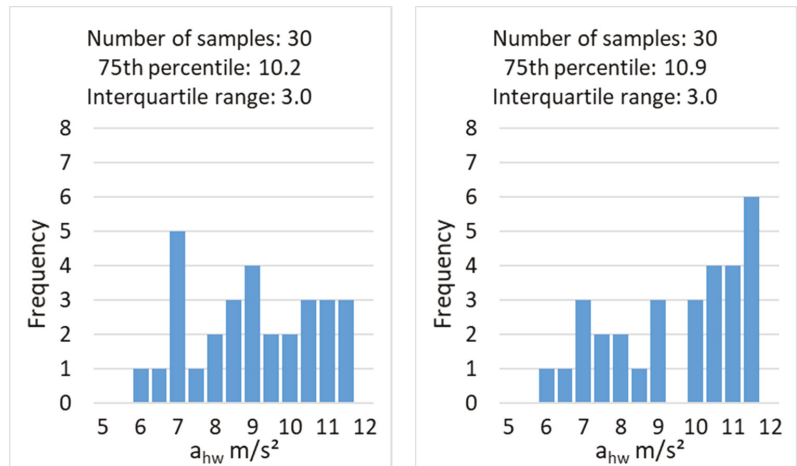 Number of samples: 30
75th percentile: 10.2
Interquartile range: 3.0
8
7
6
5
4
3
2
1
0
Frequency
5 6 7 8 9 10 11 12
a_hw m/s²
Number of samples: 30
75th percentile: 10.9
Interquartile range: 3.0
8
7
6
5
4
3
2
1
0
Frequency
5 6 7 8 9 10 11 12
a_hw m/s²